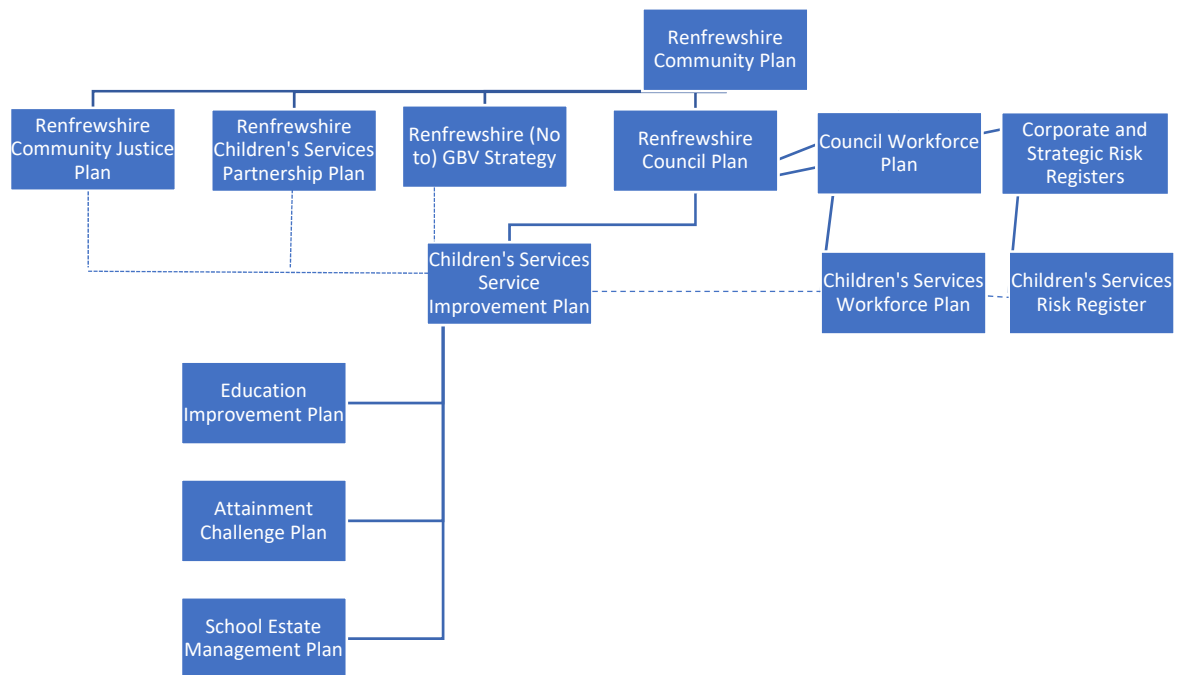 Renfrewshire
Community Plan
Renfrewshire
Community Justice
Plan
Renfrewshire
Children's Services
Partnership Plan
Renfrewshire (No
to) GBV Strategy
Renfrewshire
Council Plan
Council Workforce
Plan
Corporate and
Strategic Risk
Registers
Children's Services
Service
Improvement Plan
Children's Services
Workforce Plan
Children's Services
Risk Register
Education
Improvement Plan
Attainment
Challenge Plan
School Estate
Management Plan